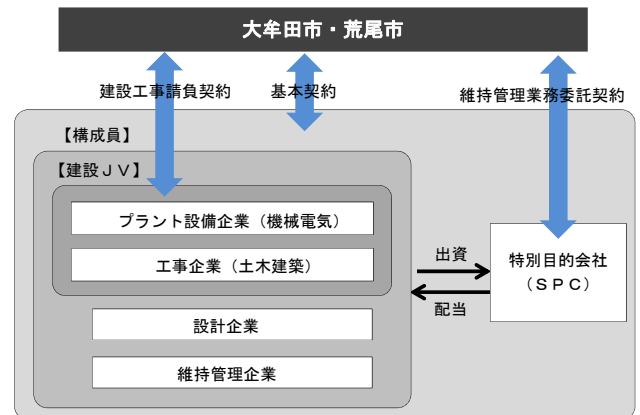 大牟田市・荒尾市
建設工事請負契約
基本契約
維持管理業務委託契約
【構成員】
【建設ＪＶ】
プラント設備企業（機械電気）
工事企業（土木建築）
設計企業
維持管理企業
出資
配当
特別目的会社
（ＳＰＣ）